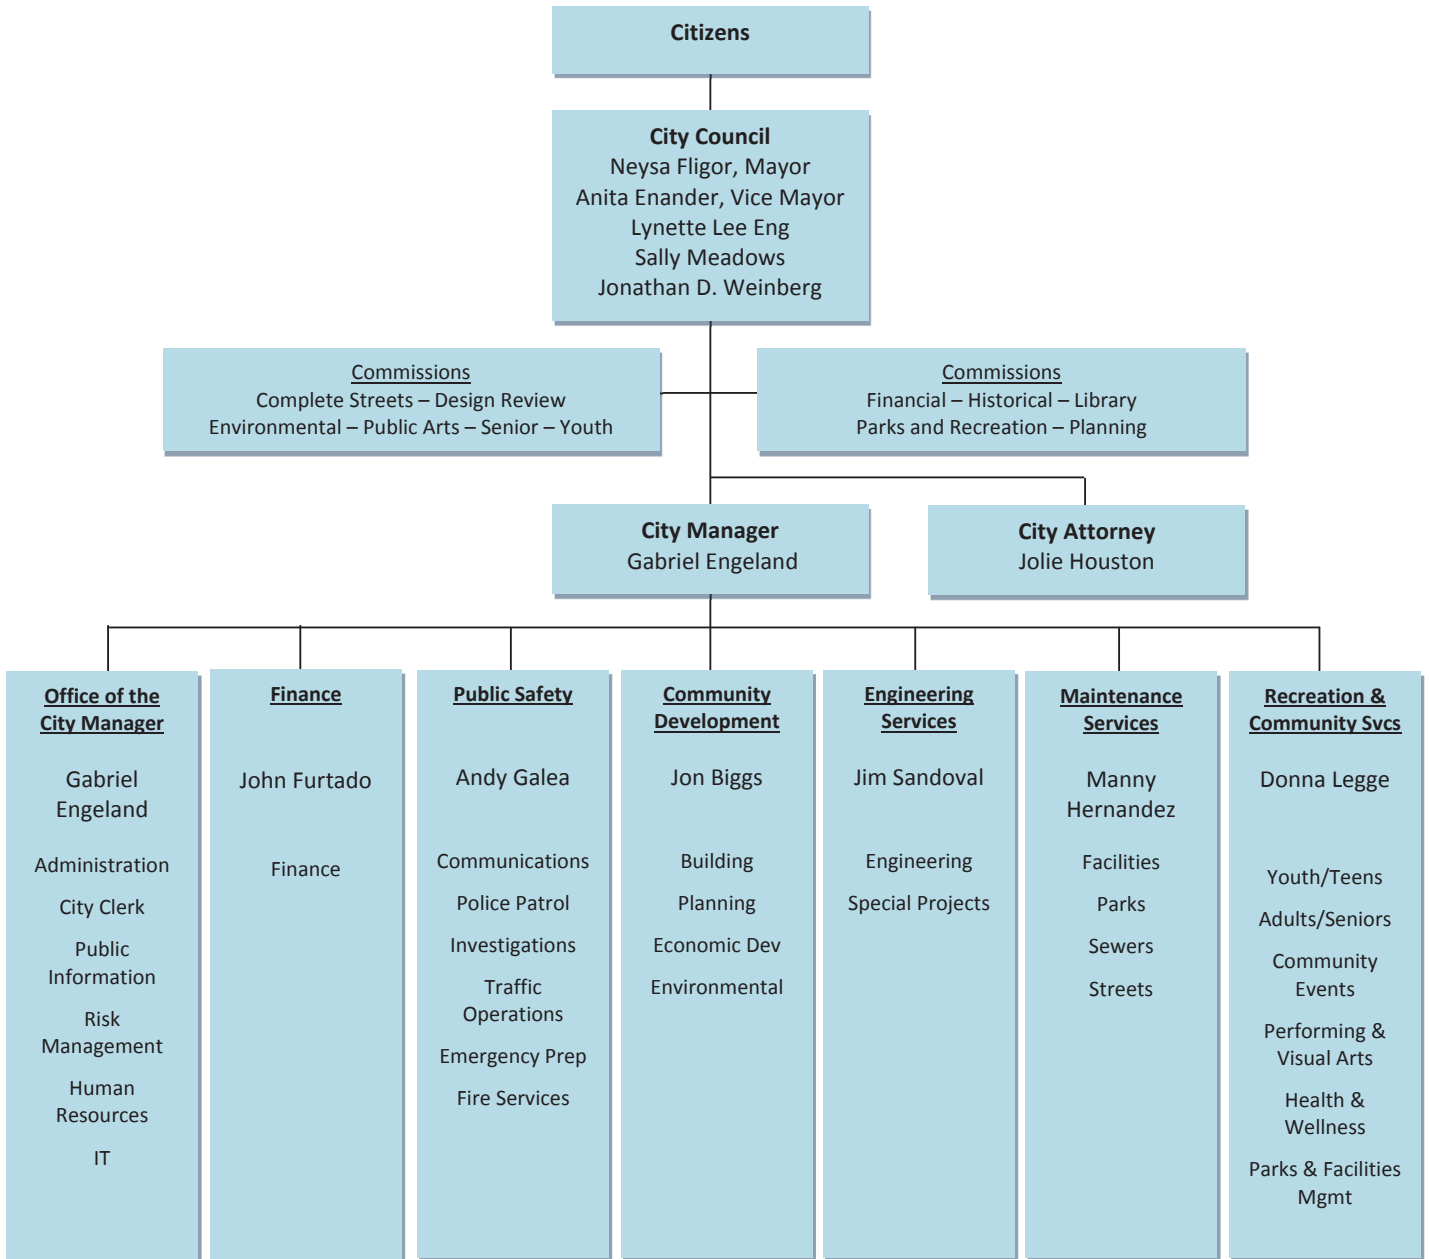 Citizens
City Council
Neysa Fligor, Mayor
Anita Enander, Vice Mayor
Lynette Lee Eng
Sally Meadows
Jonathan D. Weinberg
Commissions
Complete Streets – Design Review
Environmental – Public Arts – Senior – Youth
Commissions
Financial – Historical – Library
Parks and Recreation – Planning
City Manager
Gabriel Engeland
City Attorney
Jolie Houston
Office of the
City Manager
Gabriel
Engeland
Administration
City Clerk
Public
Information
Risk
Management
Human
Resources
IT
Finance
John Furtado
Finance
Public Safety
Andy Galea
Communications
Police Patrol
Investigations
Traffic
Operations
Emergency Prep
Fire Services
Community
Development
Jon Biggs
Building
Planning
Economic Dev
Environmental
Engineering
Services
Jim Sandoval
Engineering
Special Projects
Maintenance
Services
Manny
Hernandez
Facilities
Parks
Sewers
Streets
Recreation &
Community Svcs
Donna Legge
Youth/Teens
Adults/Seniors
Community
Events
Performing &
Visual Arts
Health &
Wellness
Parks & Facilities
Mgmt